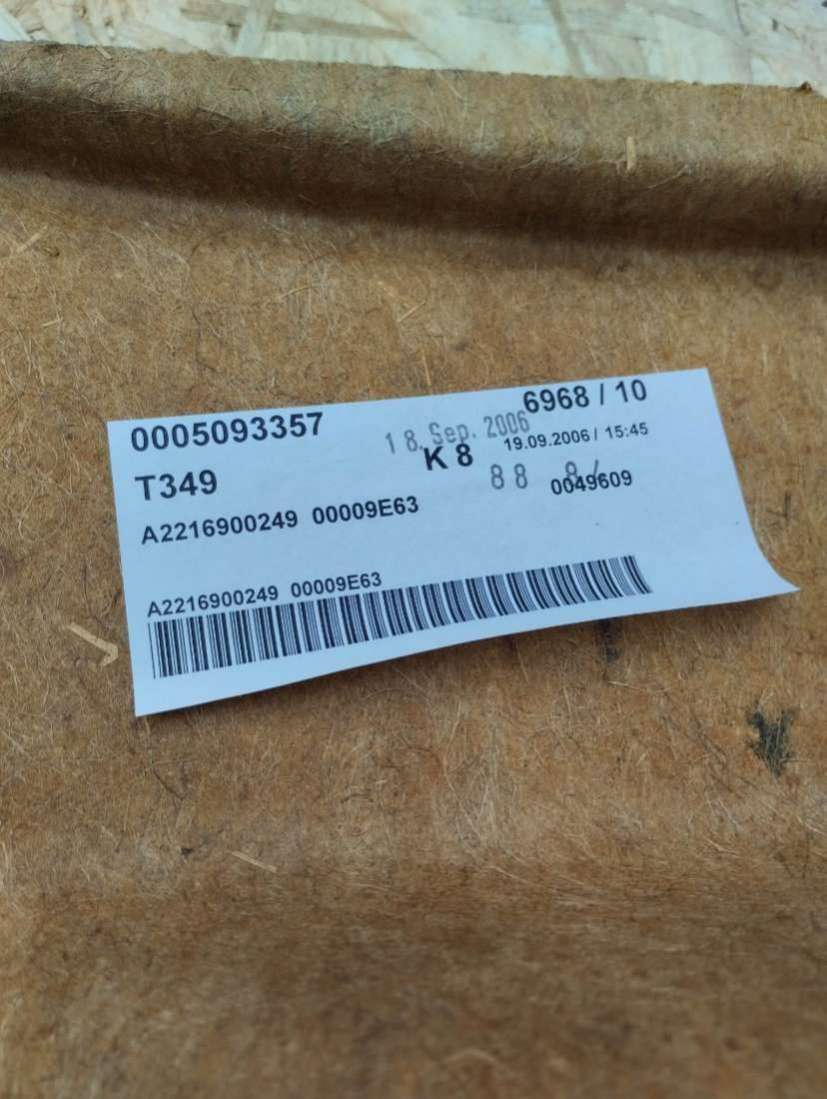 0005093357
6968 / 10
18. Sep. 2006
T349
K 8
19.09.2006 / 15:45
88
0049609
A2216900249 00009E63
A2216900249 00009E63